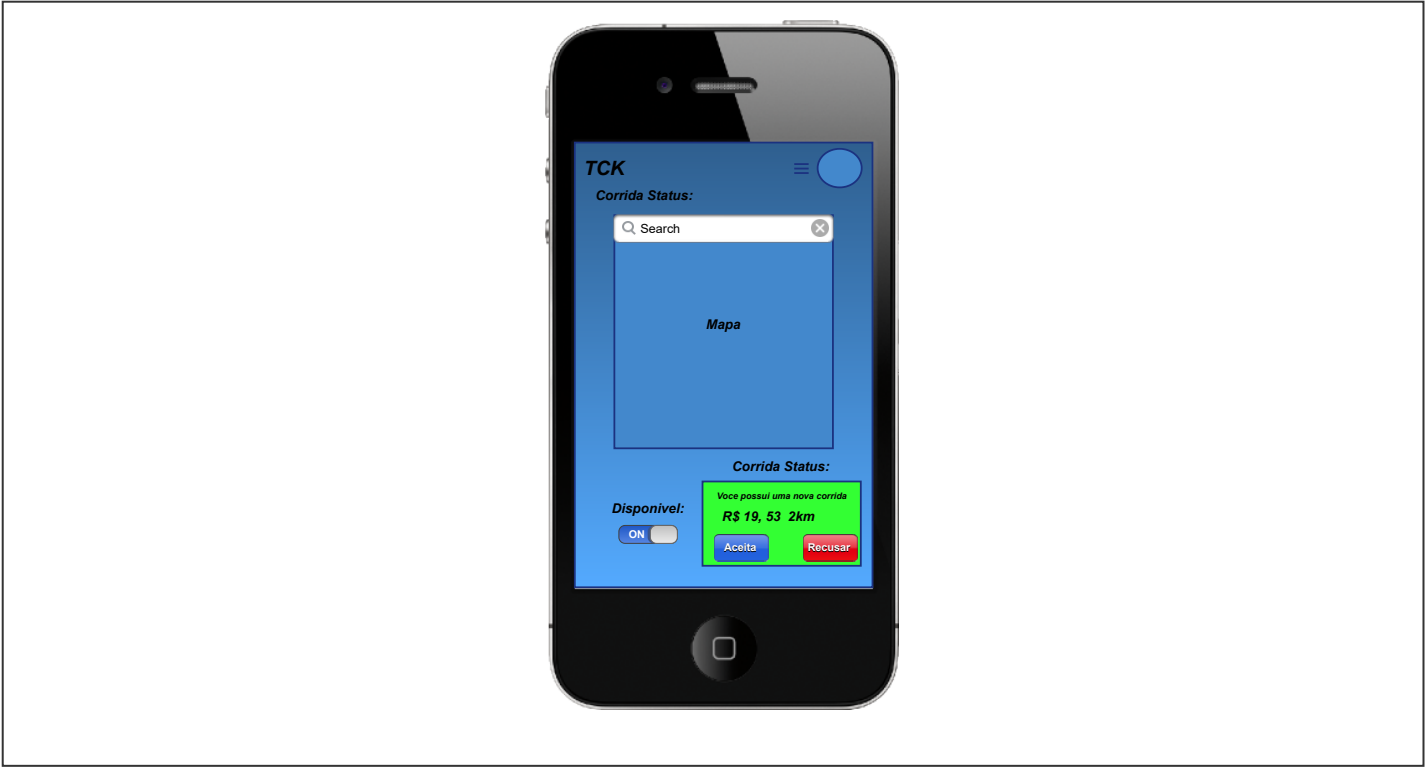 TCK
Corrida Status:
Search
Mapa
Corrida Status:
Voce possui uma nova corrida
Disponivel:
R$ 19, 53 2km
ON
Aceita
Recusar